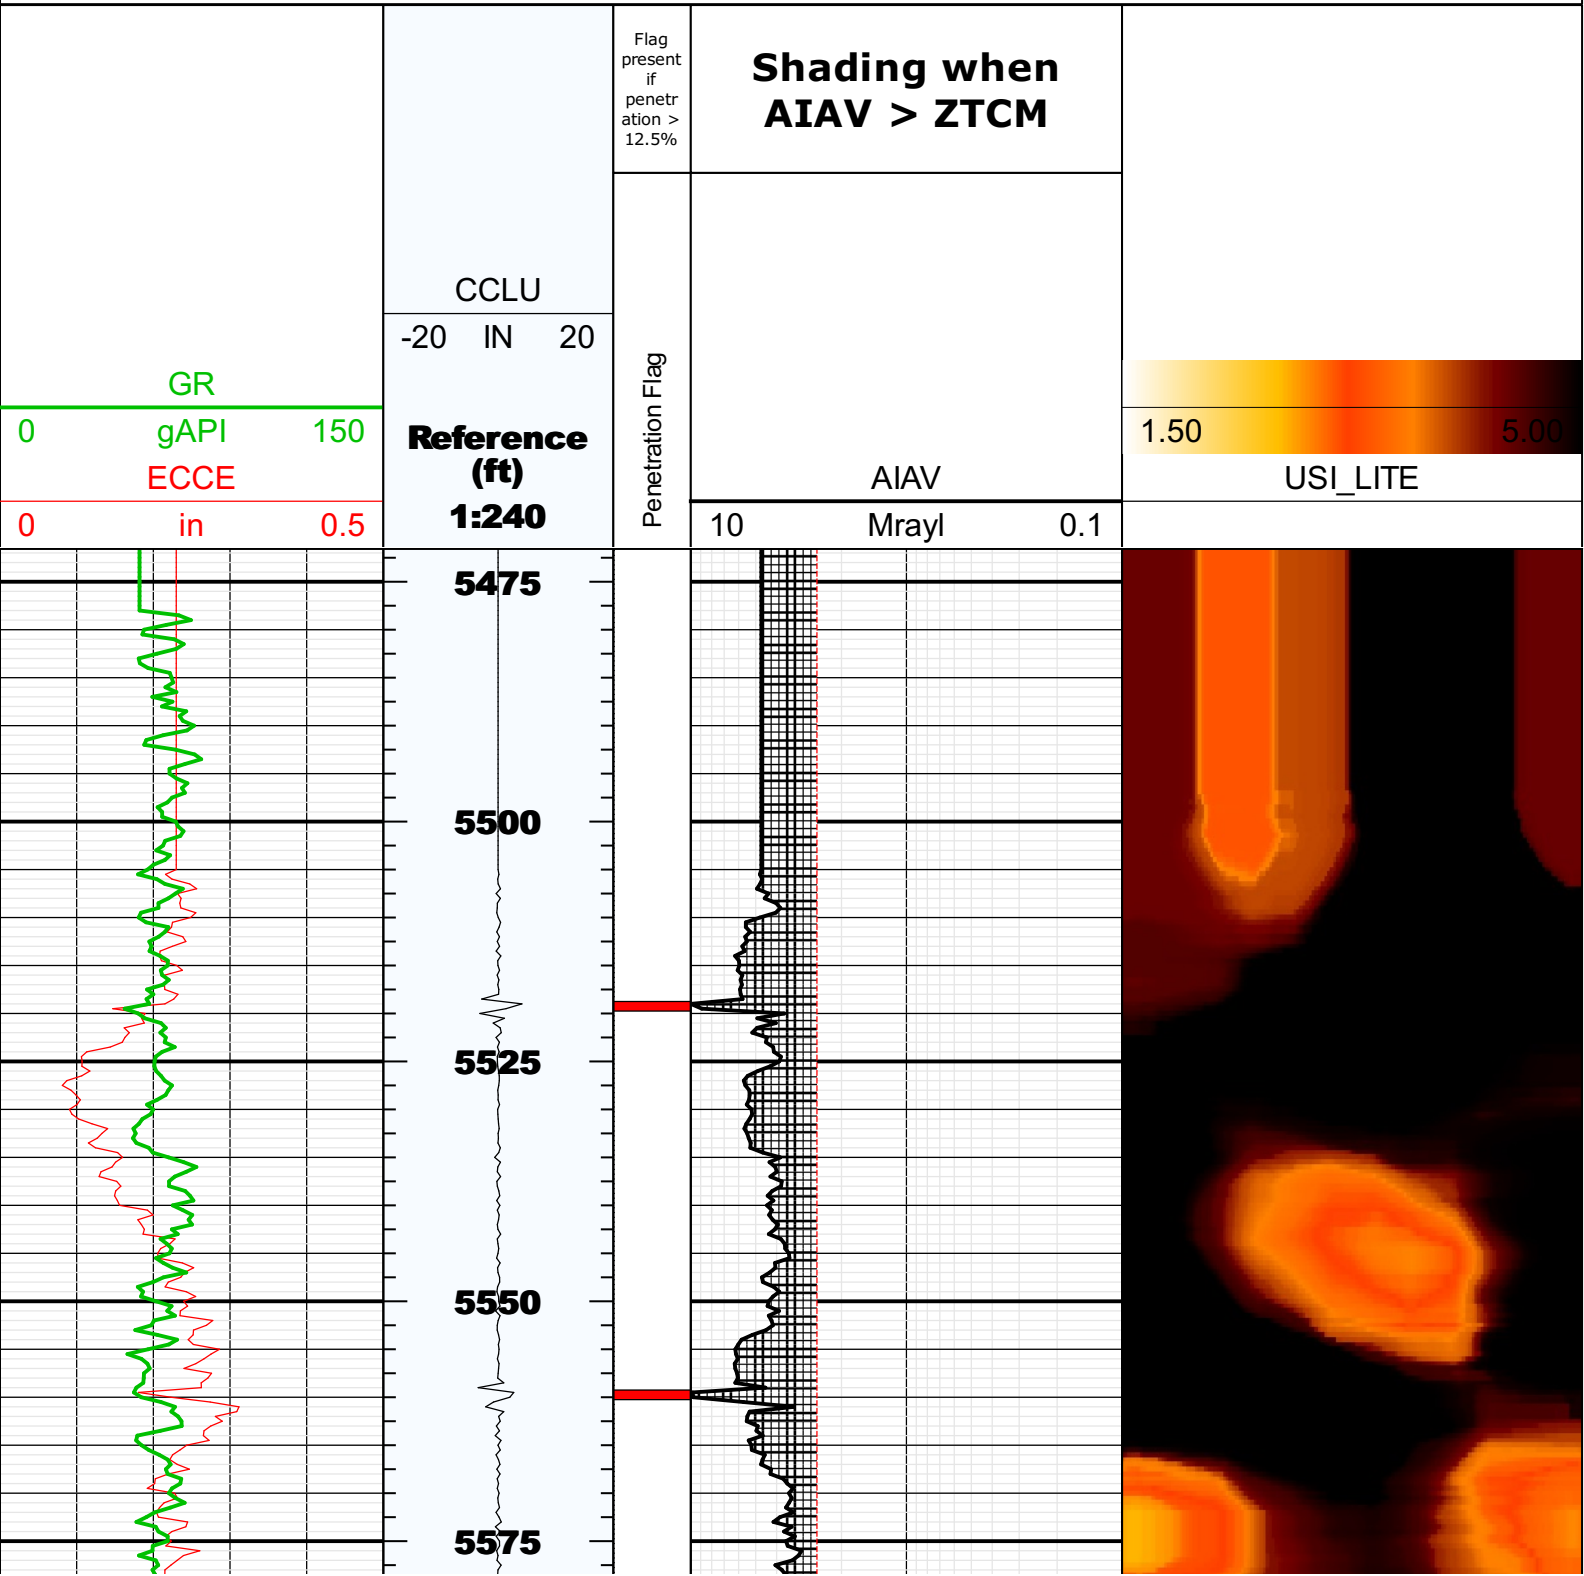 Flag
present
if
penetr
ation >
12.5%
Shading when
AIAV > ZTCM
CCLU
-20 IN 20
GR
0 gAPI 150
ECCE
0 in 0.5
Reference
(ft)
1:240
Penetration Flag
AIAV
10 Mrayl 0.1
1.50 5.00
USI_LITE
5475
5500
5525
5550
5575